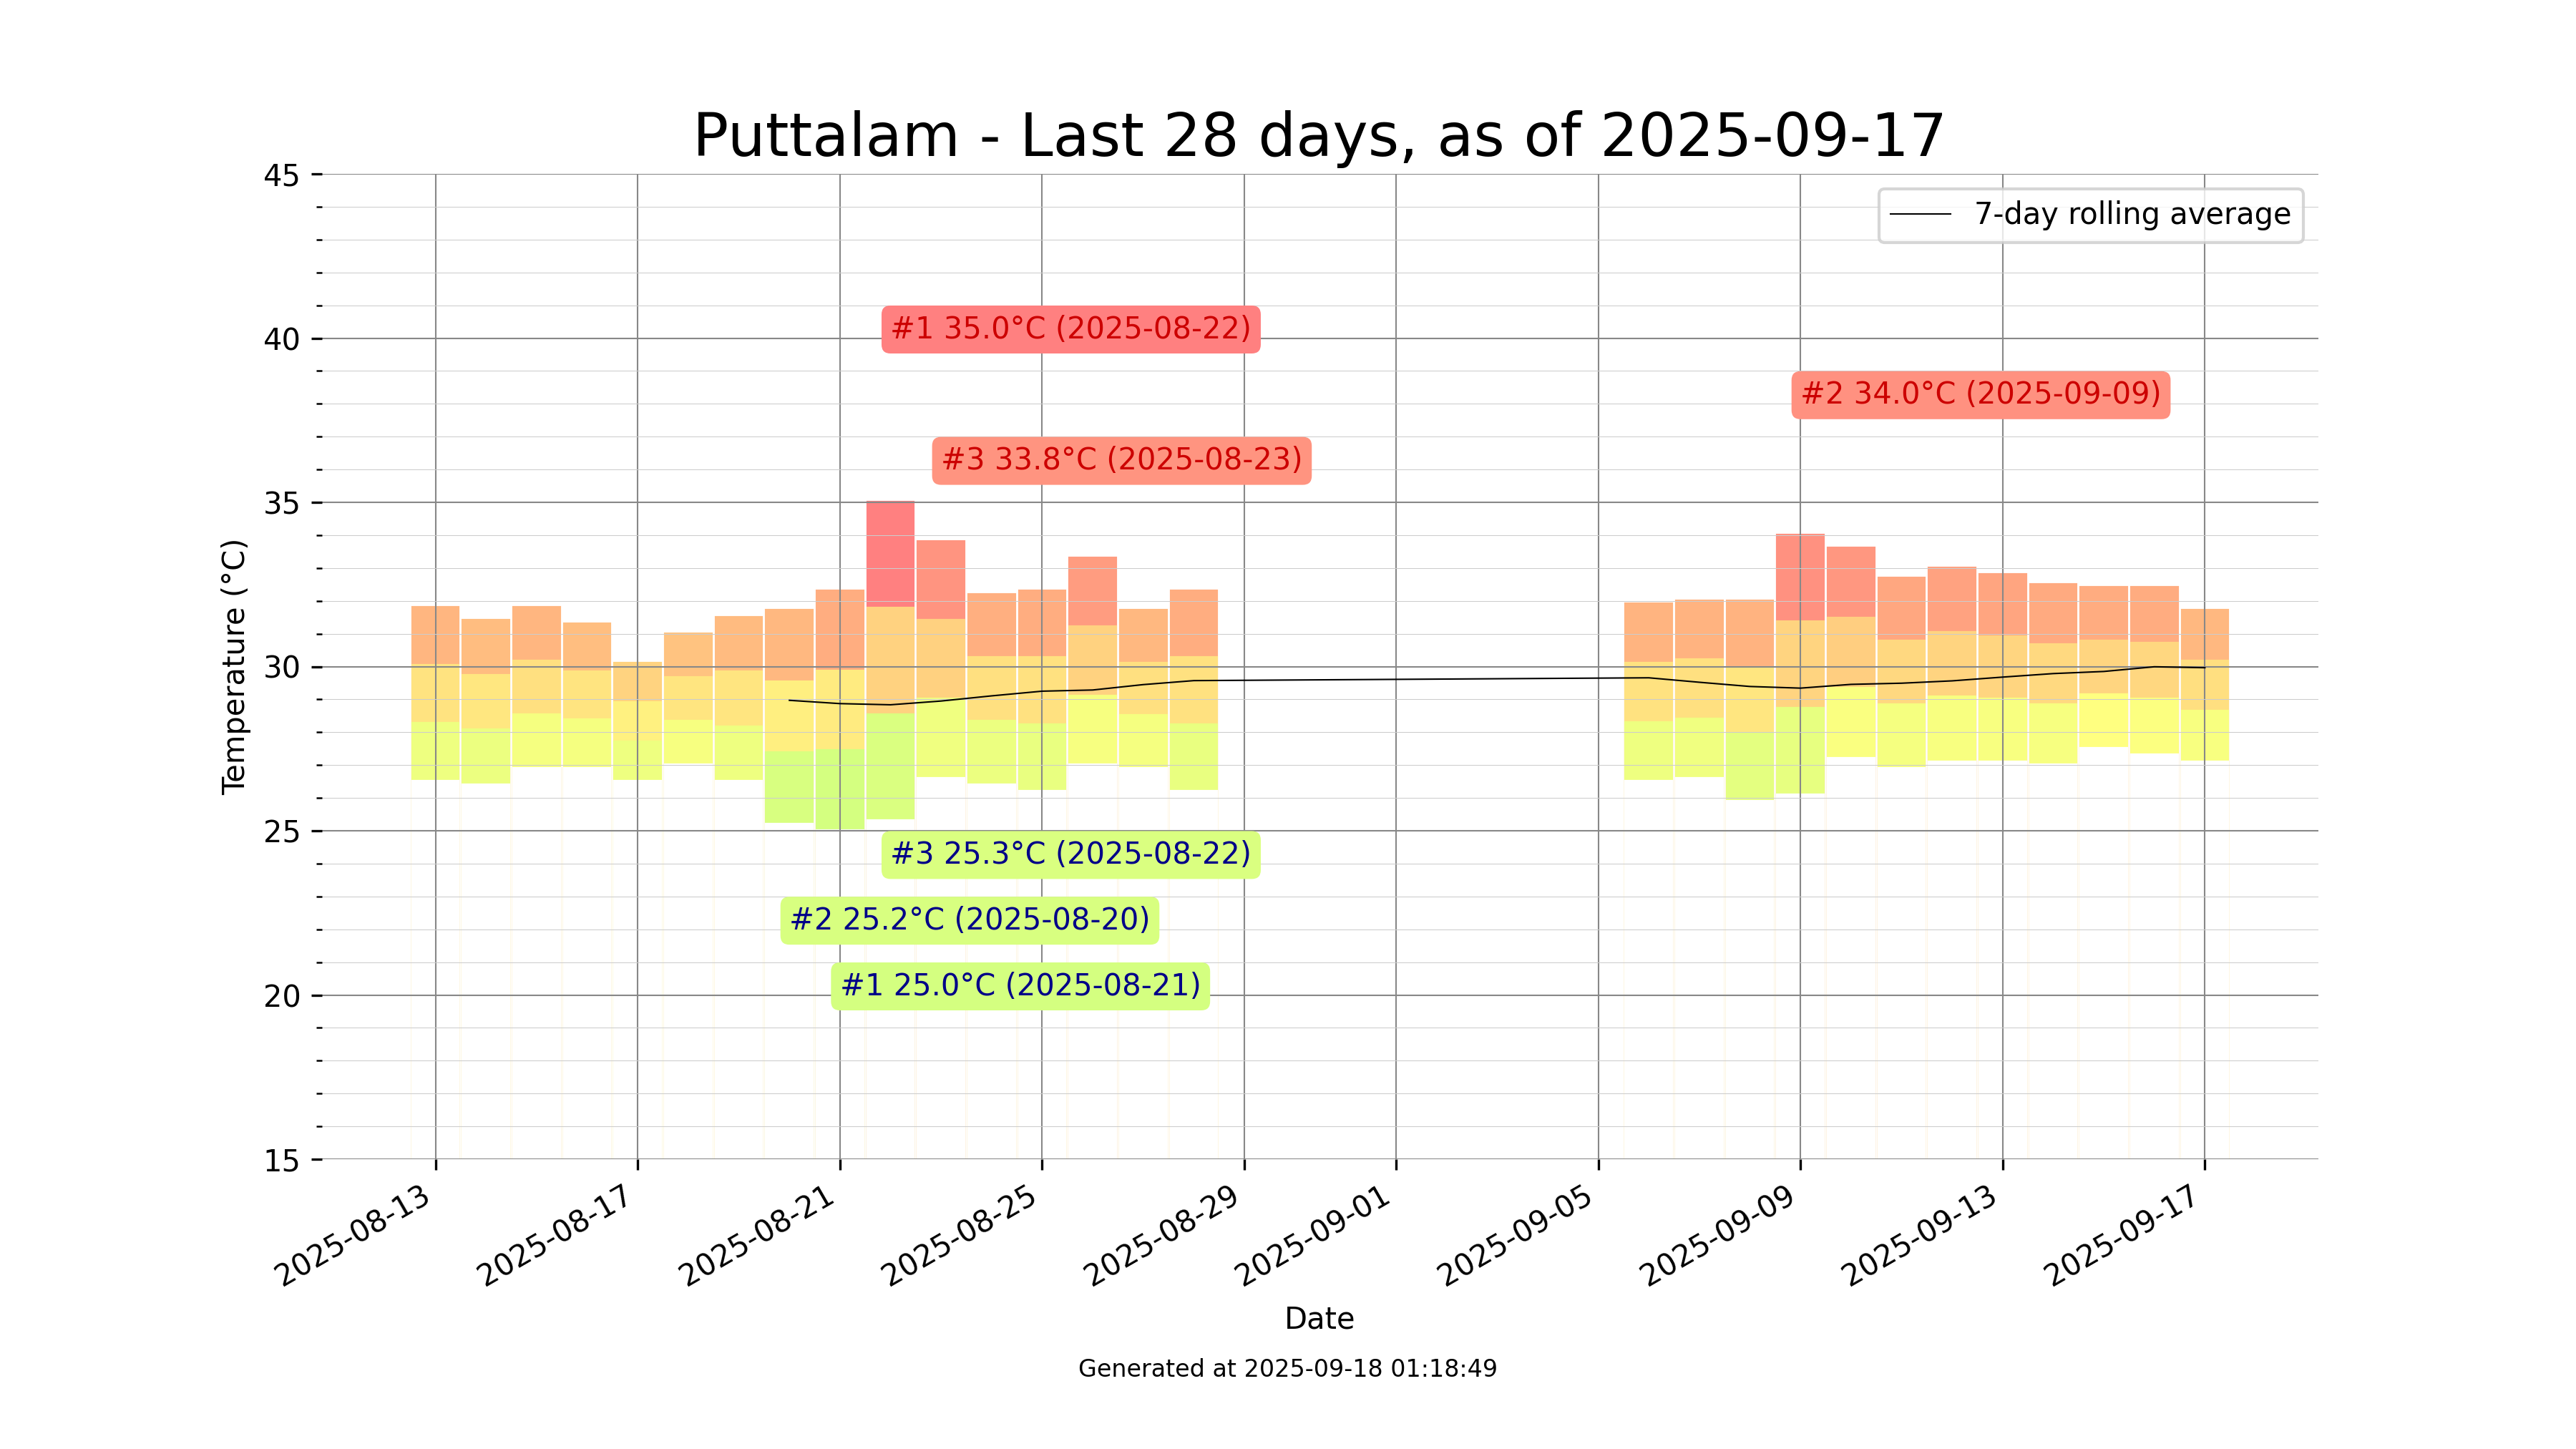 Puttalam - Last 28 days, as of 2025-09-17
45
40
35
30
25
20
15
Temperature (°C)
7-day rolling average
#1 35.0°C (2025-08-22)
#2 34.0°C (2025-09-09)
#3 33.8°C (2025-08-23)
#3 25.3°C (2025-08-22)
#2 25.2°C (2025-08-20)
#1 25.0°C (2025-08-21)
2025-08-13
2025-08-17
2025-08-21
2025-08-25
2025-08-29
2025-09-01
2025-09-05
2025-09-09
2025-09-13
2025-09-17
Date
Generated at 2025-09-18 01:18:49